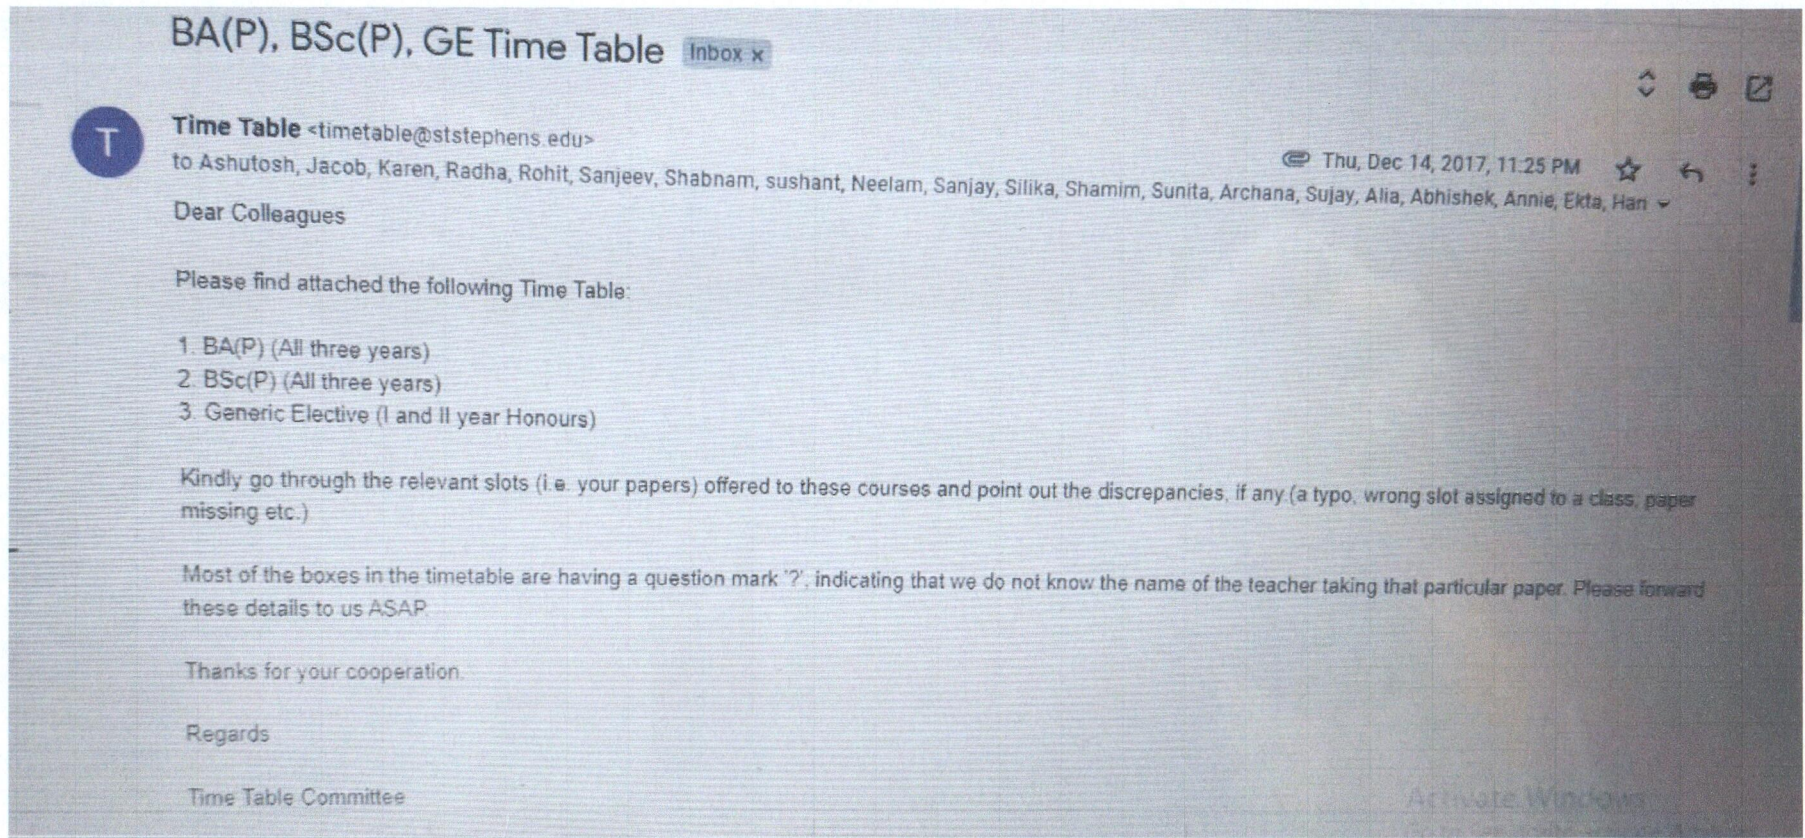 BA(P), BSc(P), GE Time Table Inbox x
T
Time Table <timetable@ststephens.edu>
Thu, Dec 14, 2017, 11:25 PM
to Ashutosh, Jacob, Karen, Radha, Rohit, Sanjeev, Shabnam, sushant, Neelam, Sanjay, Silika, Shamim, Sunita, Archana, Sujay, Alia, Abhishek, Annie, Ekta, Hari
Dear Colleagues
Please find attached the following Time Table:
1. BA(P) (All three years)
2. BSc(P) (All three years)
3. Generic Elective (I and II year Honours)
Kindly go through the relevant slots (i.e. your papers) offered to these courses and point out the discrepancies, if any (a typo, wrong slot assigned to a class, paper
missing etc.)
Most of the boxes in the timetable are having a question mark '?', indicating that we do not know the name of the teacher taking that particular paper. Please forward
these details to us ASAP.
Thanks for your cooperation.
Regards
Time Table Committee
Activate Windows